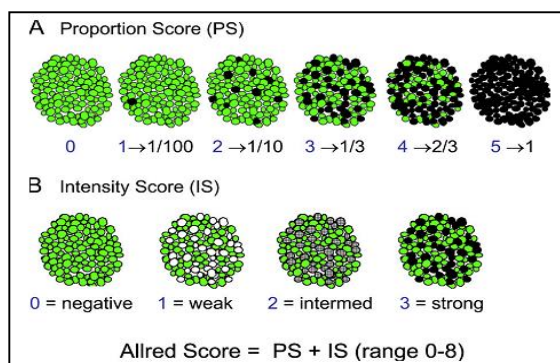 A Proportion Score (PS)
0 1→1/100 2→1/10 3→1/3 4→2/3 5→1
B Intensity Score (IS)
0 = negative 1 = weak 2 = intermed 3 = strong
Allred Score = PS + IS (range 0-8)